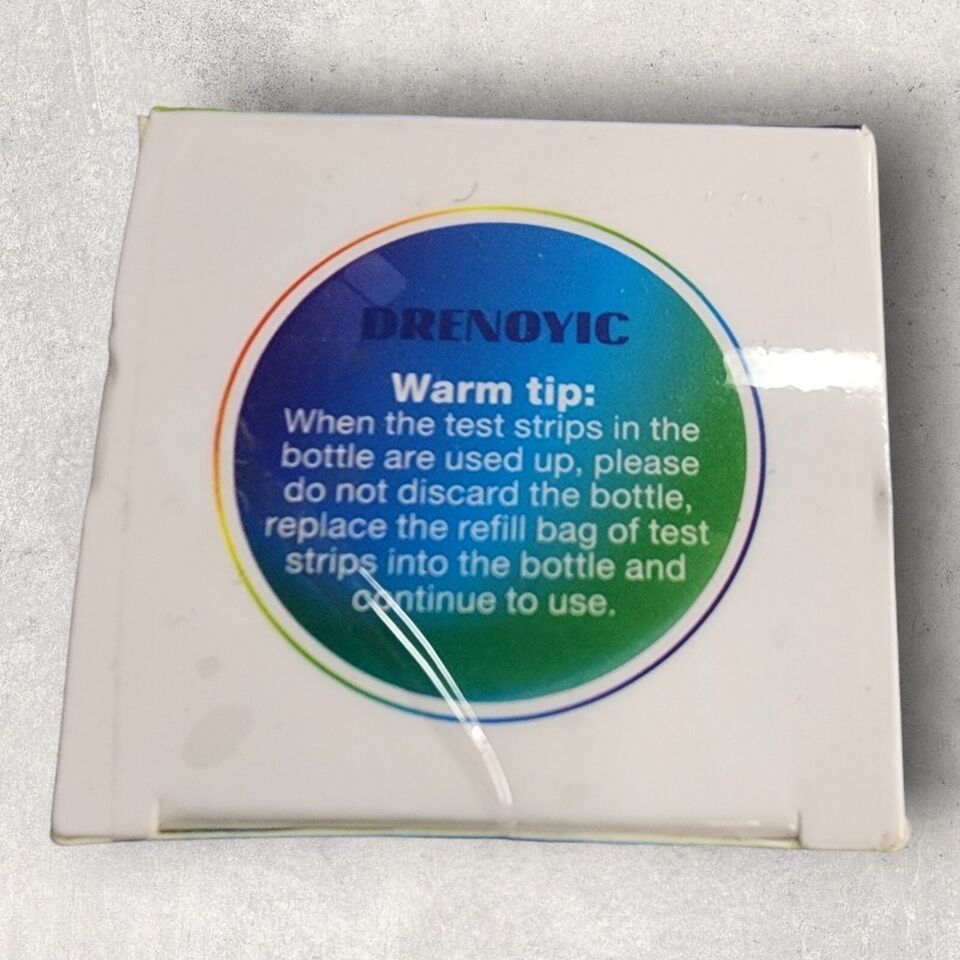 DRENOYIC
Warm tip:
When the test strips in the
bottle are used up, please
do not discard the bottle,
replace the refill bag of test
strips into the bottle and
continue to use.